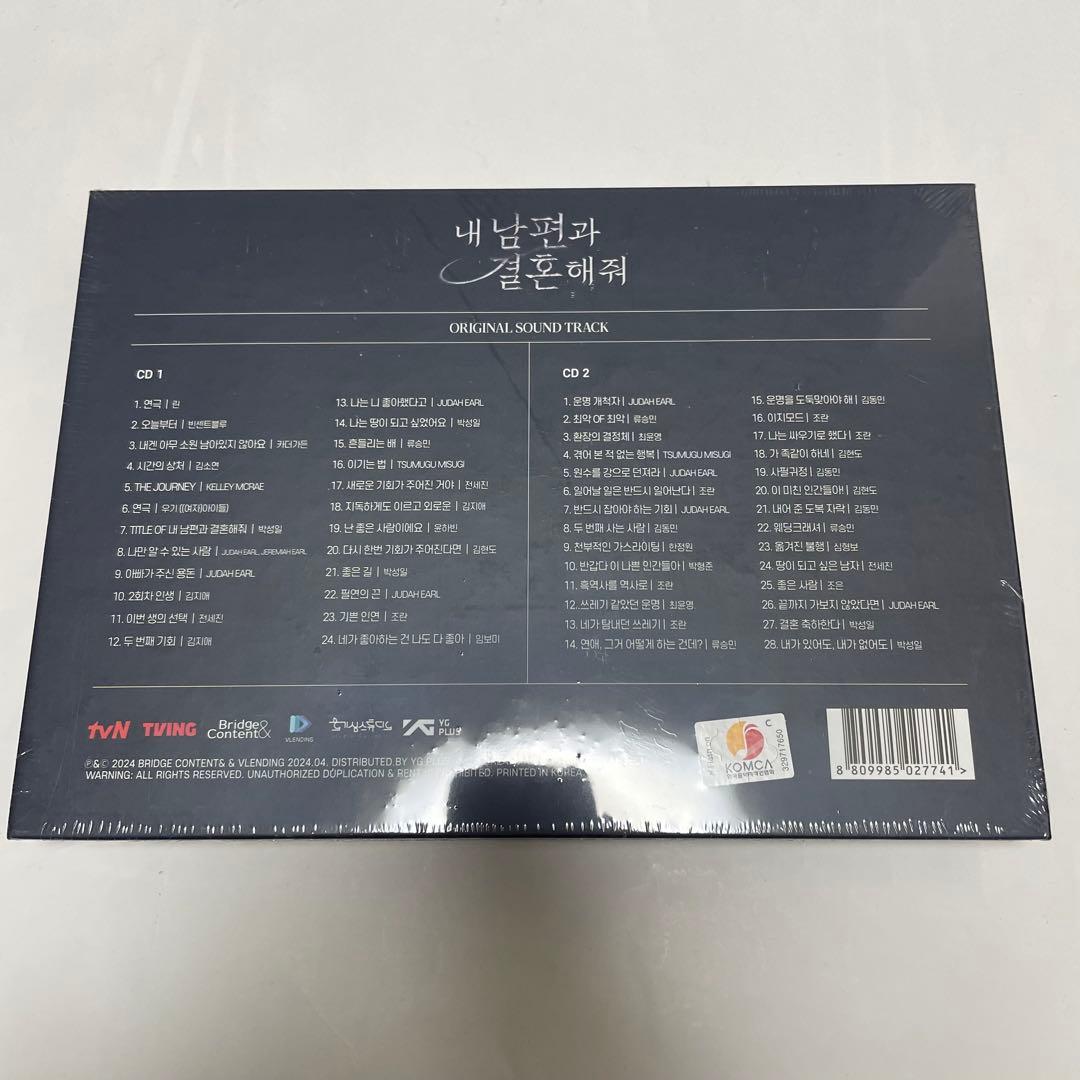 내 남편과
결혼해줘
ORIGINAL SOUND TRACK
CD 1
1. 연극 | 린
2. 오늘부터 | 빈센트블루
3. 내겐 아무 소원 남아있지 않아요 | 카더가든
4. 시간의 상처 | 김소연
5. THE JOURNEY | KELLEY MCRAE
6. 연극 | 우기 ((여자)아이들)
7. TITLE OF 내 남편과 결혼해줘 | 박성일
8. 나만 알 수 있는 사람 | JUDAH EARL, JEREMIAH EARL
9. 아빠가 주신 용돈 | JUDAH EARL
10. 2회차 인생 | 김지애
11. 이번 생의 선택 | 전세진
12. 두 번째 기회 | 김지애
13. 나는 니 좋아했다고 | JUDAH EARL
14. 나는 땅이 되고 싶었어요 | 박성일
15. 흔들리는 배 | 류승민
16. 이기는 법 | TSUMUGU MISUGI
17. 새로운 기회가 주어진 거야 | 전세진
18. 지독하게도 이르고 외로운 | 김지애
19. 난 좋은 사람이에요 | 윤하빈
20. 다시 한번 기회가 주어진다면 | 김현도
21. 좋은 길 | 박성일
22. 필연의 끈 | JUDAH EARL
23. 기쁜 인연 | 조란
24. 네가 좋아하는 건 나도 다 좋아 | 임보미
CD 2
1. 운명 개척자 | JUDAH EARL
2. 최악 OF 최악 | 류승민
3. 환장의 결정체 | 최윤영
4. 겪어 본 적 없는 행복 | TSUMUGU MISUGI
5. 원수를 강으로 던져라 | JUDAH EARL
6. 일어날 일은 반드시 일어난다 | 조란
7. 반드시 잡아야 하는 기회 | JUDAH EARL
8. 두 번째 사는 사람 | 김동민
9. 천부적인 가스라이팅 | 한정원
10. 반갑다 이 나쁜 인간들아! | 박형준
11. 흑역사를 역사로 | 조란
12. 쓰레기 같았던 운명 | 최윤영
13. 네가 탐내던 쓰레기 | 조란
14. 연애, 그거 어떻게 하는 건데? | 류승민
15. 운명을 도둑맞아야 해 | 김동민
16. 이지모드 | 조란
17. 나는 싸우기로 했다 | 조란
18. 가 족같이 하네 | 김현도
19. 사필귀정 | 김동민
20. 이 미친 인간들아! | 김현도
21. 내어 준 도복 자락 | 김동민
22. 웨딩크래셔 | 류승민
23. 옮겨진 불행 | 심형보
24. 땅이 되고 싶은 남자 | 전세진
25. 좋은 사람 | 조은
26. 끝까지 가보지 않았다면 | JUDAH EARL
27. 결혼 축하한다 | 박성일
28. 내가 있어도, 내가 없어도 | 박성일
tvN TVING Bridge& Content& VLENDING YG PLUS
℗&© 2024 BRIDGE CONTENT& & VLENDING 2024.04. DISTRIBUTED BY YG PLUS
WARNING: ALL RIGHTS RESERVED. UNAUTHORIZED DUPLICATION & PRINTED IN KOREA.
C
KOMCA
329717650
8 809985 027741 >